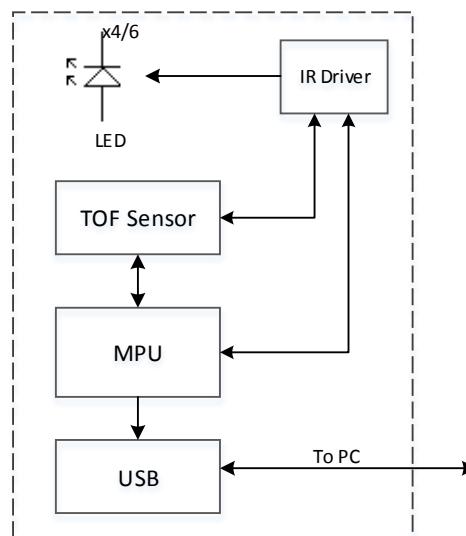 x4/6
IR Driver
LED
TOF Sensor
MPU
To PC
USB